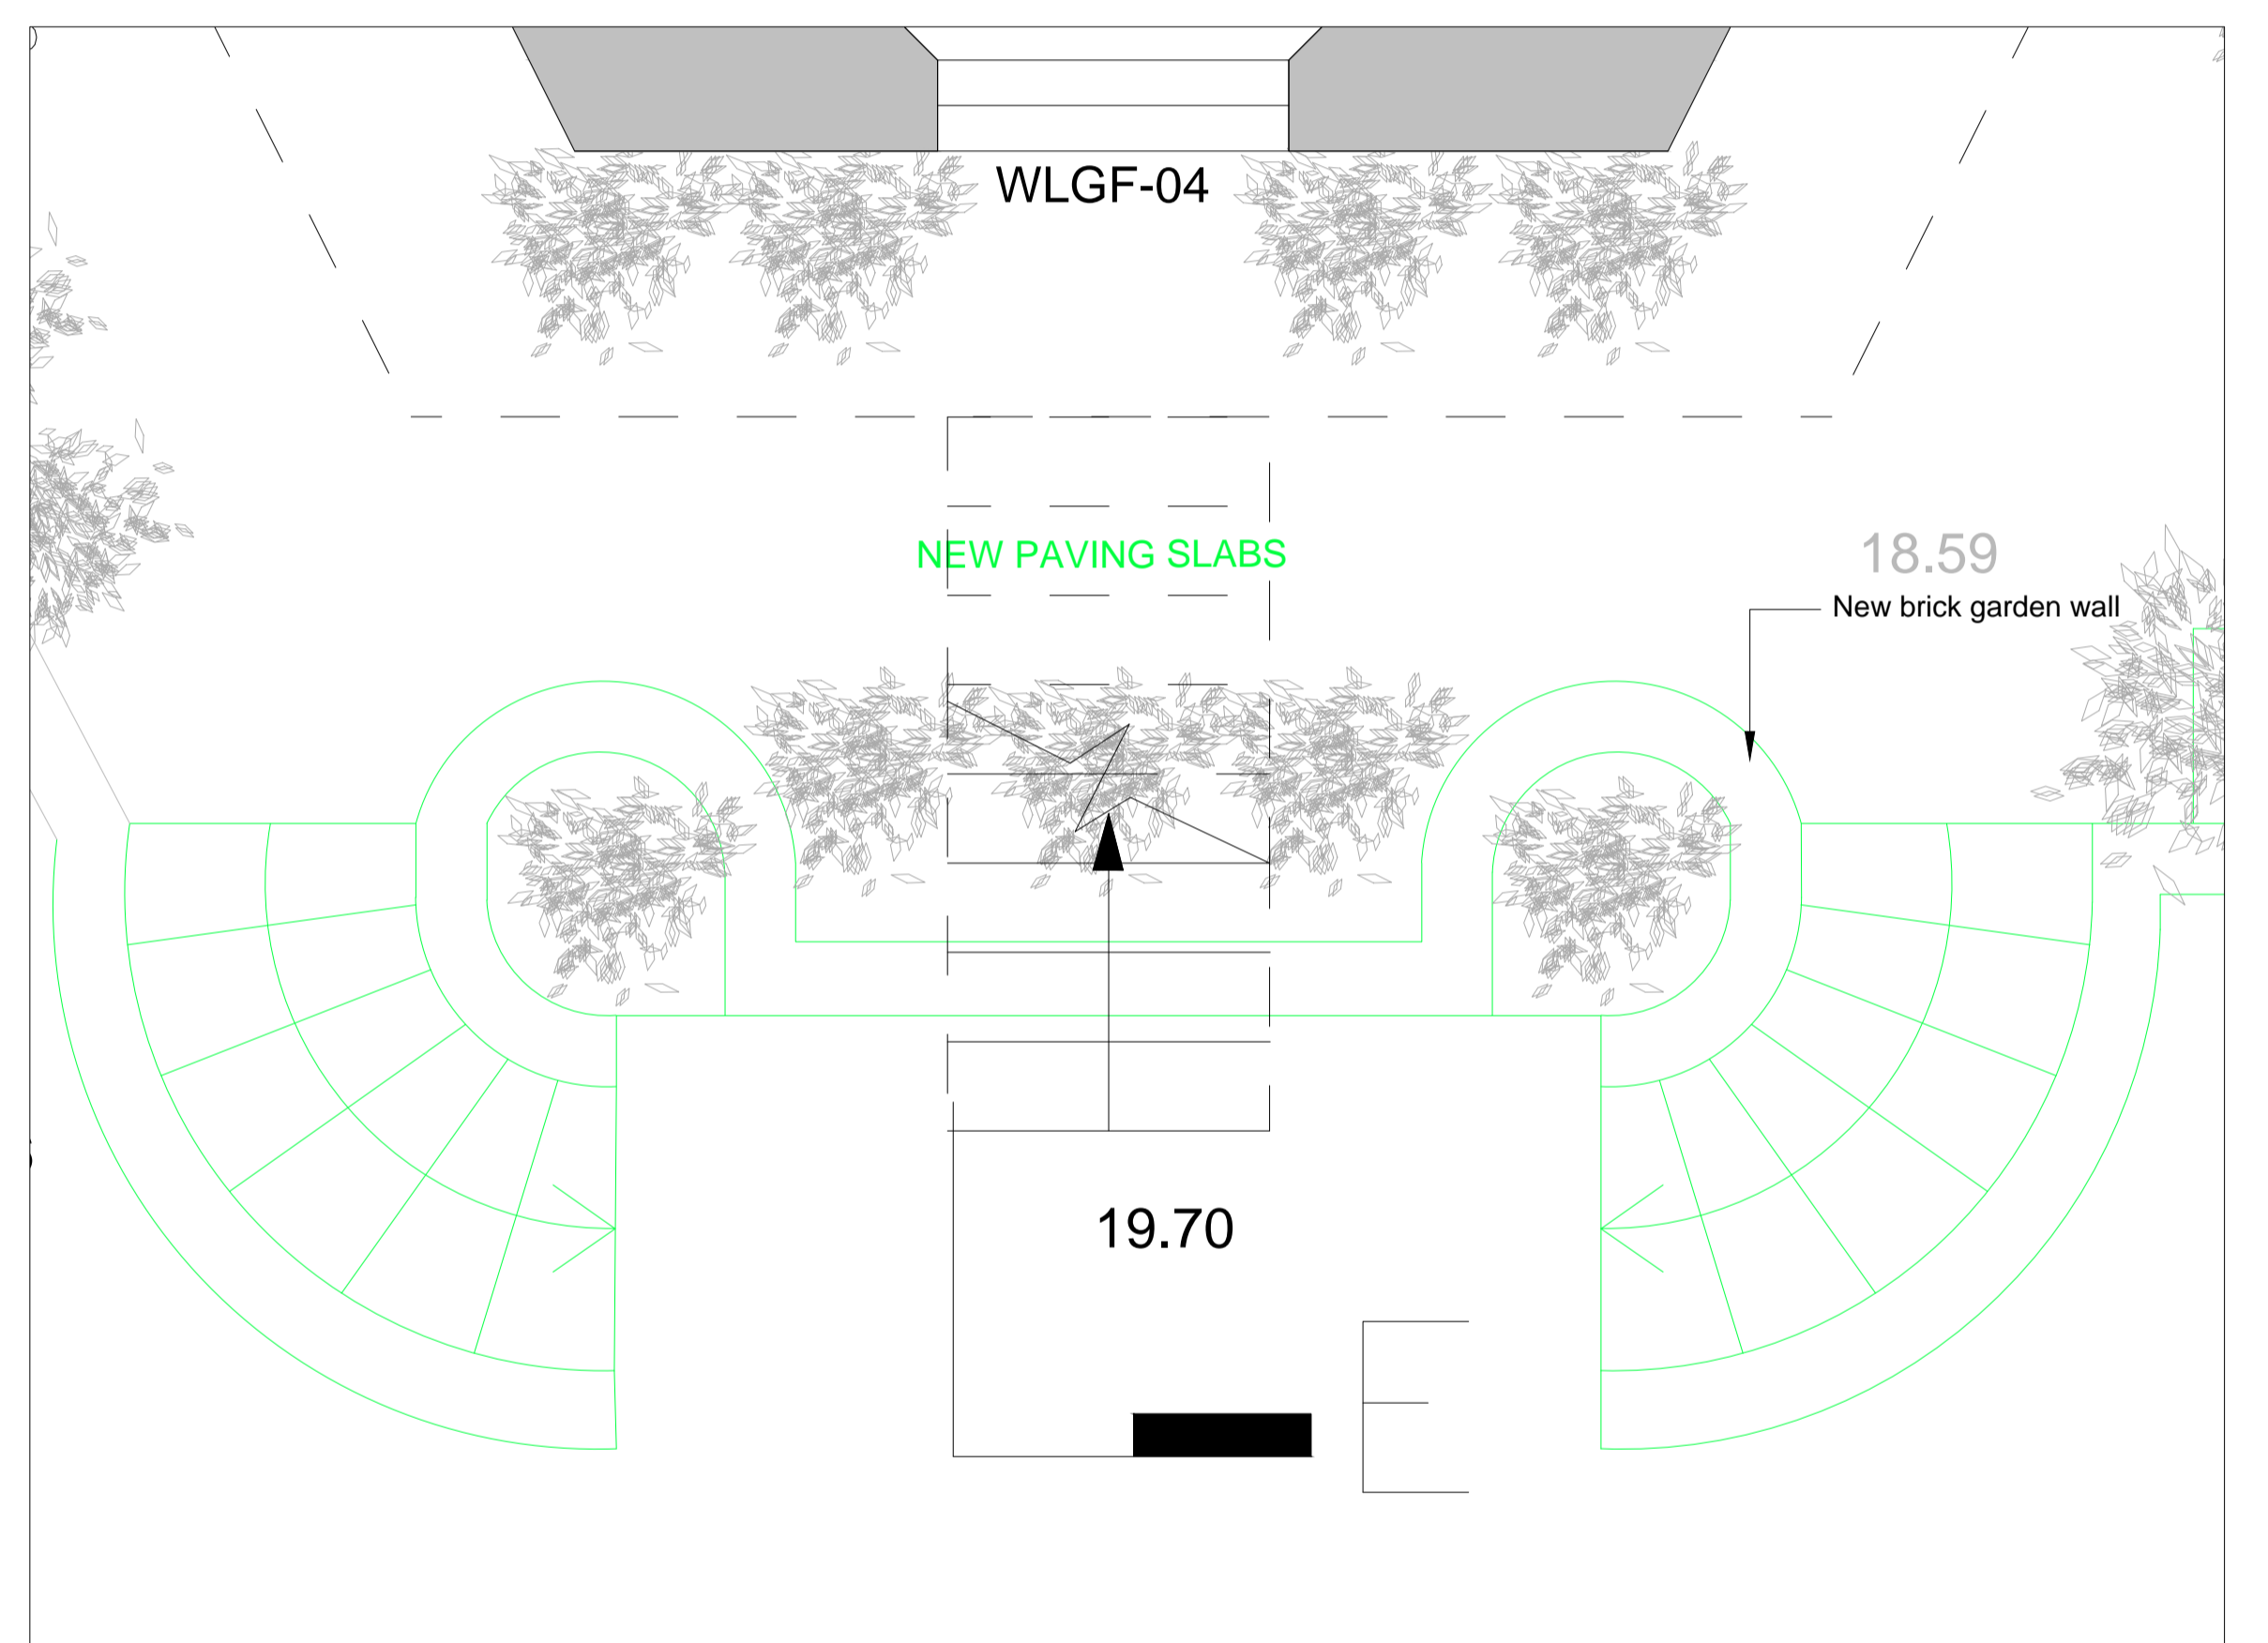 WLGF-04
NEW PAVING SLABS
18.59
New brick garden wall
19.70